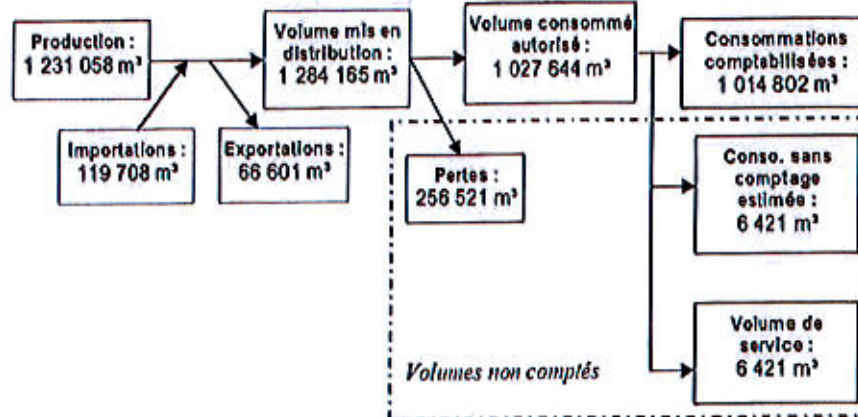 Production :
1 231 058 m³
Volume mis en
distribution :
1 284 165 m³
Volume consommé
autorisé :
1 027 644 m³
Consommations
comptabilisées :
1 014 802 m³
Importations :
119 708 m³
Exportations :
66 601 m³
Pertes :
256 521 m³
Conso. sans
comptage
estimée :
6 421 m³
Volume de
service :
6 421 m³
Volumes non comptés